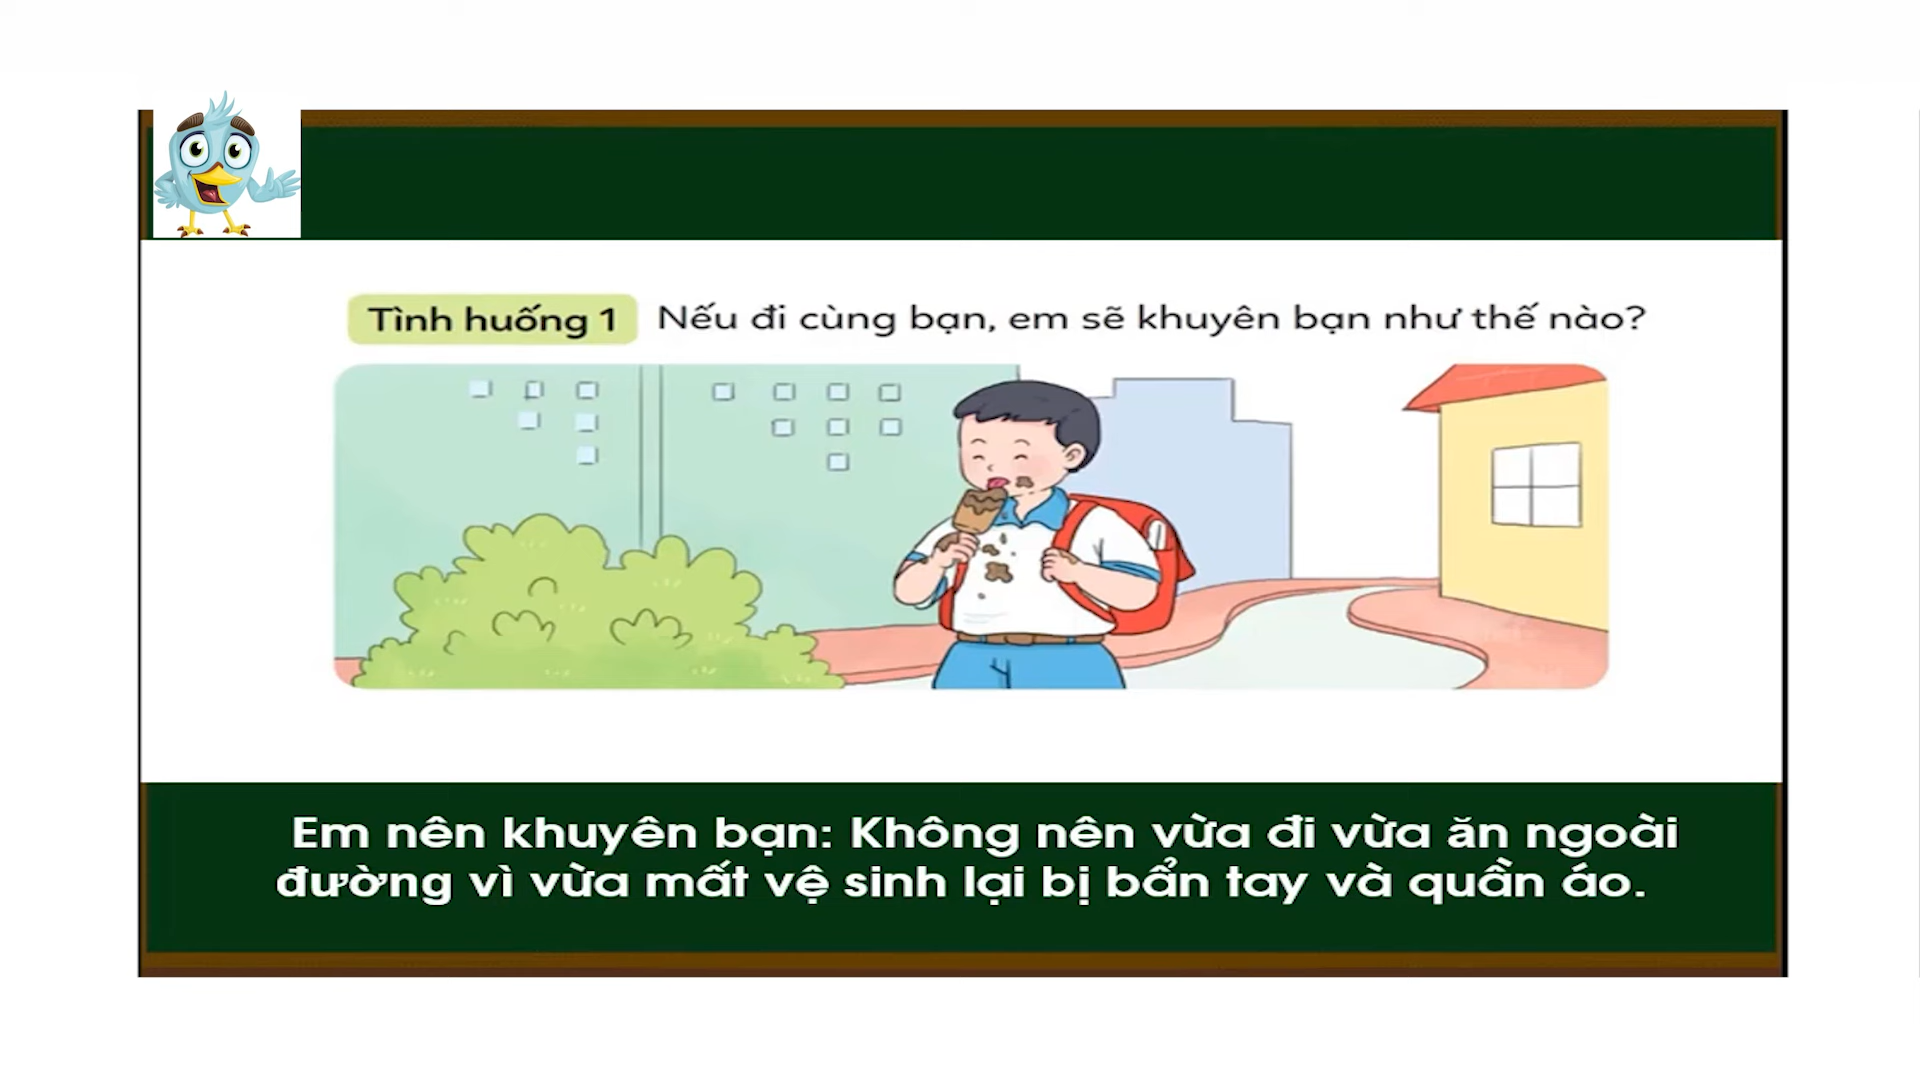 Tình huống 1 Nếu đi cùng bạn, em sẽ khuyên bạn như thế nào?
Em nên khuyên bạn: Không nên vừa đi vừa ăn ngoài
đường vì vừa mất vệ sinh lại bị bẩn tay và quần áo.